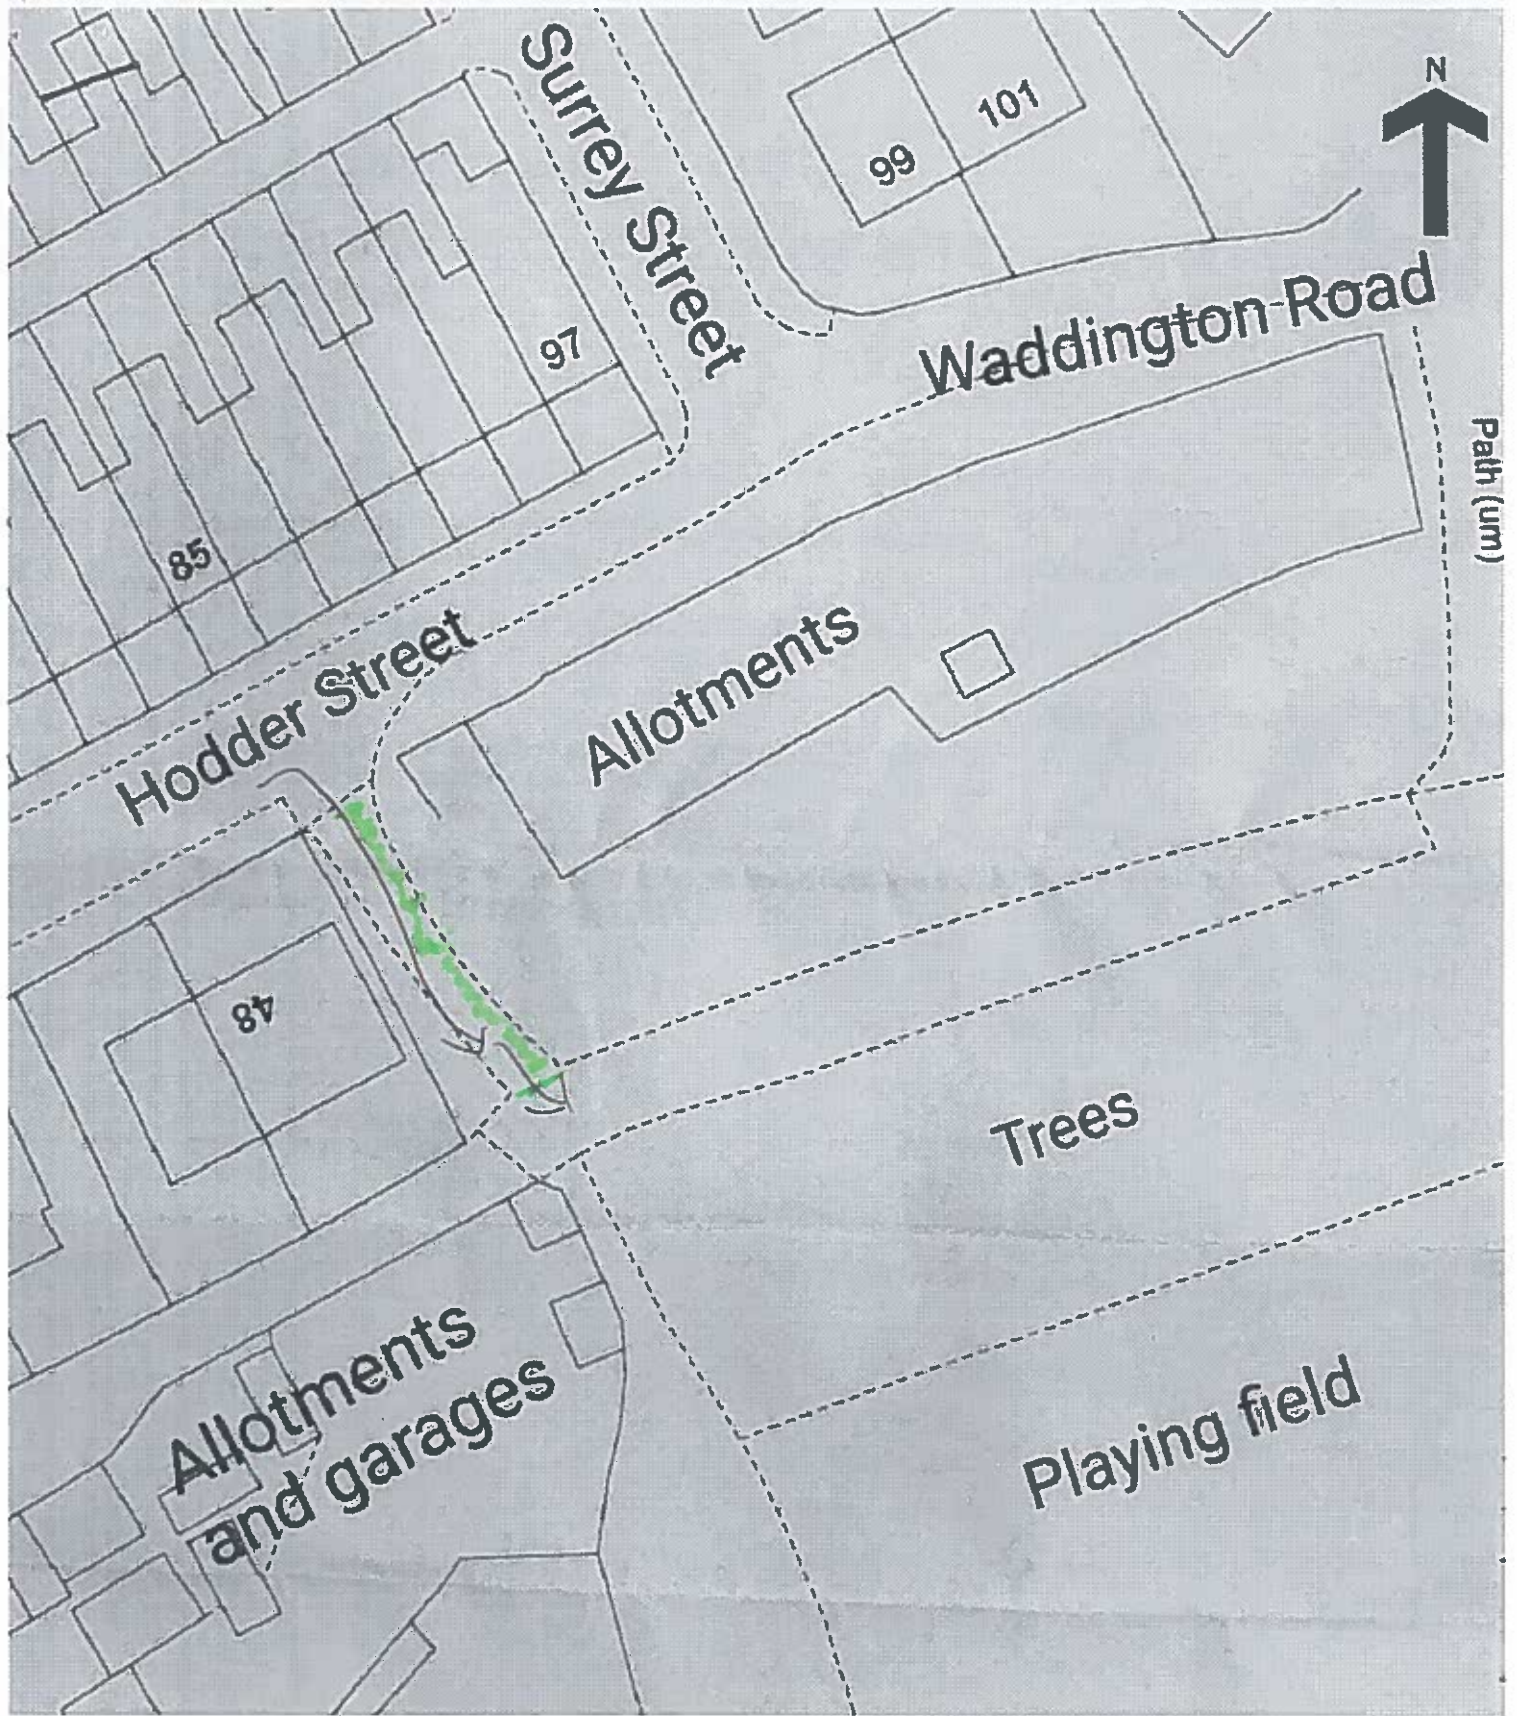 Surrey Street
N
101
99
Waddington Road
97
Path (um)
85
Hodder Street
Allotments
48
Trees
Allotments
and garages
Playing field